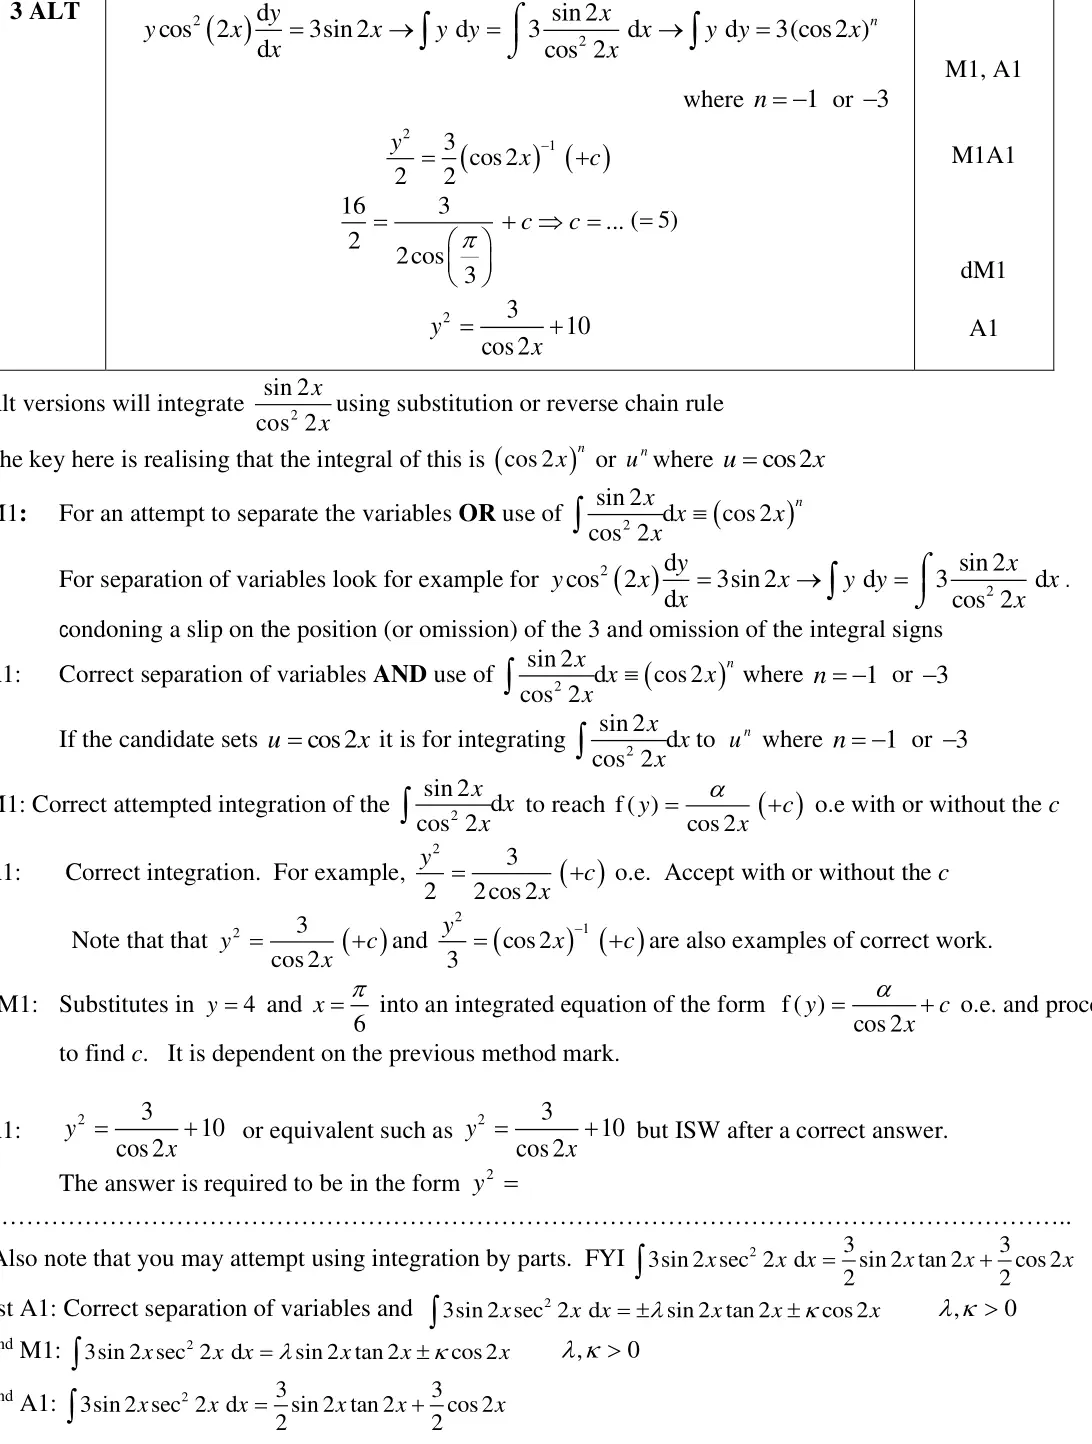 3 ALT
y cos² (2x) dy/dx = 3sin 2x → ∫ y dy = ∫ 3 sin 2x/cos² 2x dx → ∫ y dy = 3(cos 2x)ⁿ
M1, A1
where n = −1 or −3
y²/2 = 3/2 (cos 2x)⁻¹ (+c)
M1A1
16/2 = 3/(2cos(π/3)) + c ⇒ c = ... (= 5)
dM1
y² = 3/cos 2x + 10
A1
lt versions will integrate sin 2x/cos² 2x using substitution or reverse chain rule
he key here is realising that the integral of this is (cos 2x)ⁿ or uⁿ where u = cos 2x
M1: For an attempt to separate the variables OR use of ∫ sin 2x/cos² 2x dx ≡ (cos 2x)ⁿ
For separation of variables look for example for y cos² (2x) dy/dx = 3sin 2x → ∫ y dy = ∫ 3 sin 2x/cos² 2x dx .
condoning a slip on the position (or omission) of the 3 and omission of the integral signs
1: Correct separation of variables AND use of ∫ sin 2x/cos² 2x dx ≡ (cos 2x)ⁿ where n = −1 or −3
If the candidate sets u = cos 2x it is for integrating ∫ sin 2x/cos² 2x dx to uⁿ where n = −1 or −3
M1: Correct attempted integration of the ∫ sin 2x/cos² 2x dx to reach f(y) = α/cos 2x (+c) o.e with or without the c
1: Correct integration. For example, y²/2 = 3/(2cos 2x) (+c) o.e. Accept with or without the c
Note that that y² = 3/cos 2x (+c) and y²/3 = (cos 2x)⁻¹ (+c) are also examples of correct work.
M1: Substitutes in y = 4 and x = π/6 into an integrated equation of the form f(y) = α/cos 2x + c o.e. and proce
to find c. It is dependent on the previous method mark.
1: y² = 3/cos 2x + 10 or equivalent such as y² = 3/cos 2x + 10 but ISW after a correct answer.
The answer is required to be in the form y² =
…………………………………………………………………………………………………………………..
Also note that you may attempt using integration by parts. FYI ∫ 3sin 2x sec² 2x dx = 3/2 sin 2x tan 2x + 3/2 cos 2x
st A1: Correct separation of variables and ∫ 3sin 2x sec² 2x dx = ±λ sin 2x tan 2x ± κ cos 2x λ, κ > 0
nd M1: ∫ 3sin 2x sec² 2x dx = λ sin 2x tan 2x ± κ cos 2x λ, κ > 0
nd A1: ∫ 3sin 2x sec² 2x dx = 3/2 sin 2x tan 2x + 3/2 cos 2x